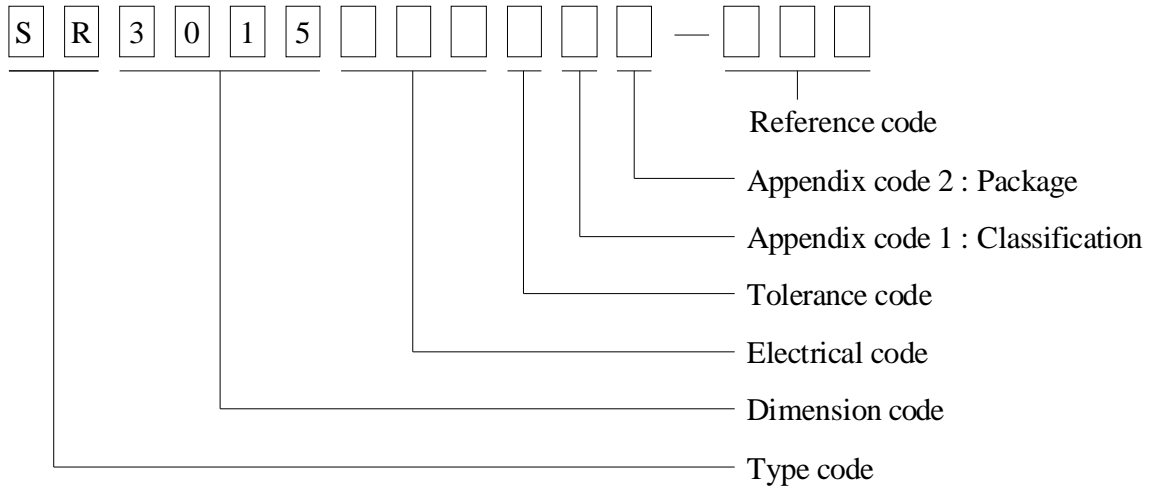 S R 3 0 1 5 —
Reference code
Appendix code 2 : Package
Appendix code 1 : Classification
Tolerance code
Electrical code
Dimension code
Type code